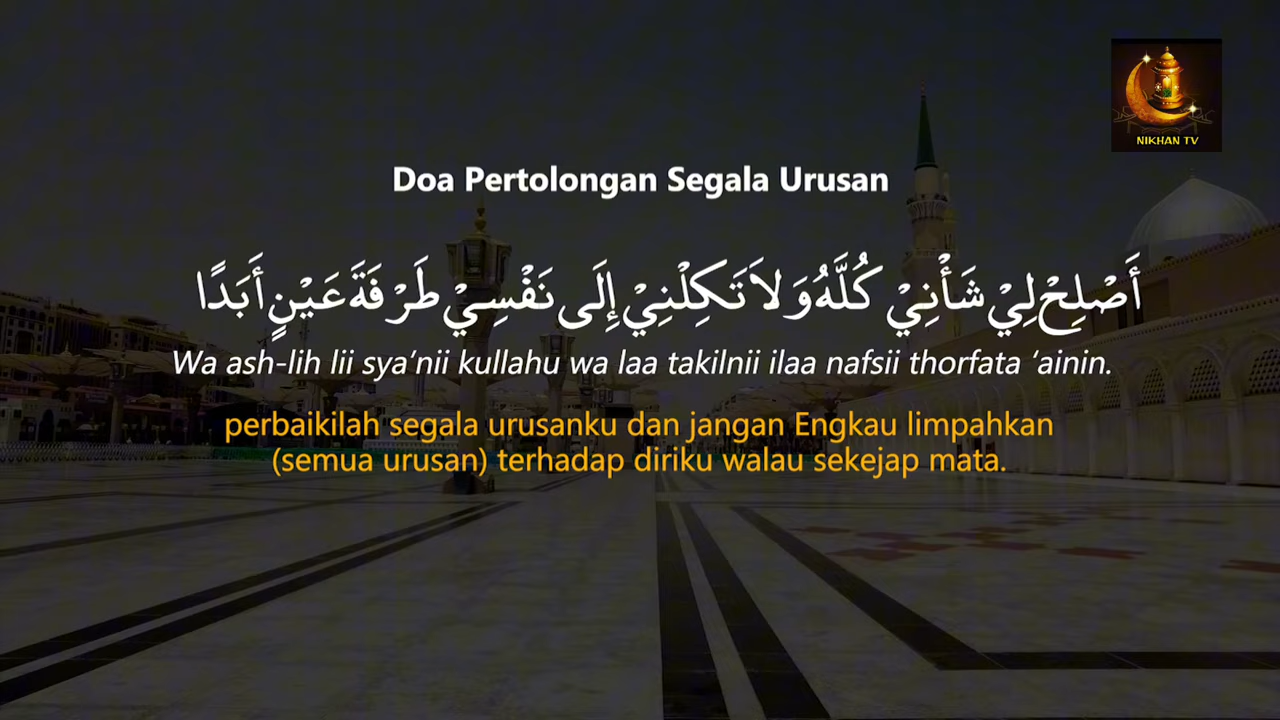 NIKHAN TV
Doa Pertolongan Segala Urusan
أَصْلِحْ لِيْ شَأْنِيْ كُلَّهُ وَلاَ تَكِلْنِيْ إِلَى نَفْسِيْ طَرْفَةَ عَيْنٍ أَبَدًا
Wa ash-lih lii sya’nii kullahu wa laa takilnii ilaa nafsii thorfata ‘ainin.
perbaikilah segala urusanku dan jangan Engkau limpahkan
(semua urusan) terhadap diriku walau sekejap mata.